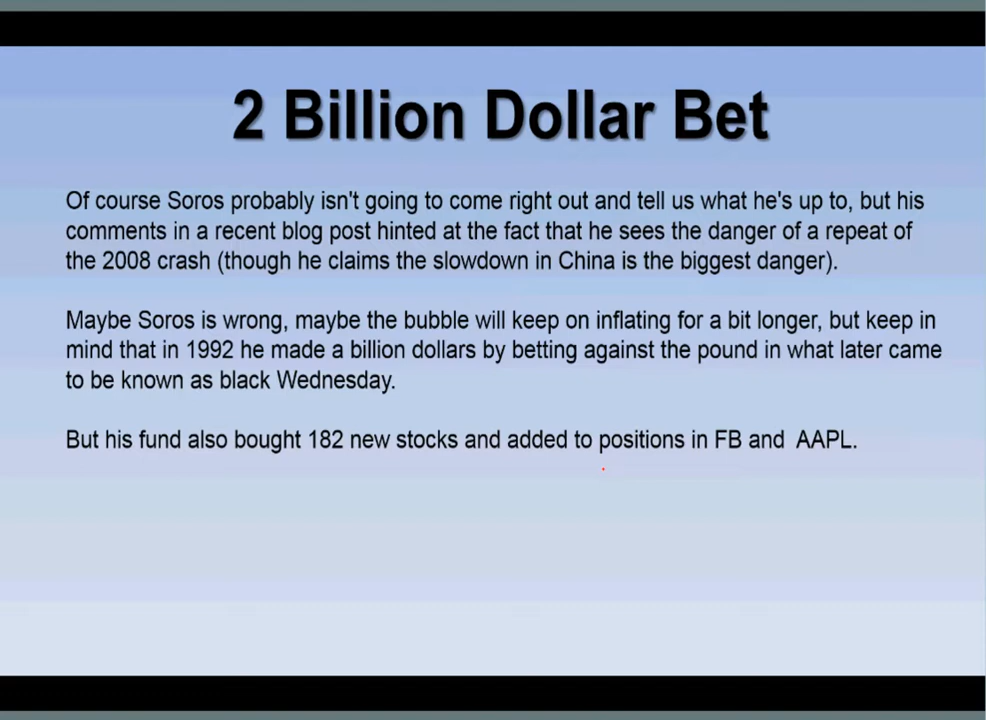 2 Billion Dollar Bet
Of course Soros probably isn't going to come right out and tell us what he's up to, but his
comments in a recent blog post hinted at the fact that he sees the danger of a repeat of
the 2008 crash (though he claims the slowdown in China is the biggest danger).
Maybe Soros is wrong, maybe the bubble will keep on inflating for a bit longer, but keep in
mind that in 1992 he made a billion dollars by betting against the pound in what later came
to be known as black Wednesday.
But his fund also bought 182 new stocks and added to positions in FB and  AAPL.